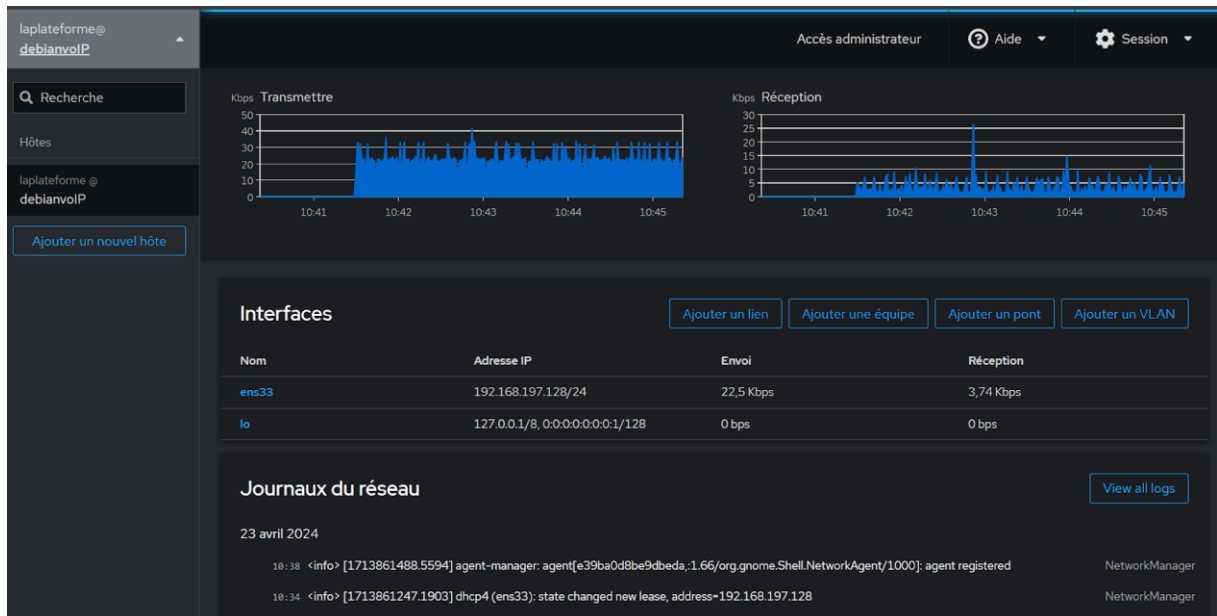 laplateforme@
debianvoIP
Accès administrateur
Aide
Session
Recherche
Hôtes
laplateforme @
debianvoIP
Ajouter un nouvel hôte
Kbps Transmettre
50
40
30
20
10
0
10:41 10:42 10:43 10:44 10:45
Kbps Réception
30
25
20
15
10
5
0
10:41 10:42 10:43 10:44 10:45
Interfaces
Ajouter un lien
Ajouter une équipe
Ajouter un pont
Ajouter un VLAN
Nom Adresse IP Envoi Réception
ens33 192.168.197.128/24 22,5 Kbps 3,74 Kbps
lo 127.0.0.1/8, 0:0:0:0:0:0:0:1/128 0 bps 0 bps
Journaux du réseau
View all logs
23 avril 2024
10:38 <info> [1713861488.5594] agent-manager: agent[e39ba0d8be9dbeda,:1.66/org.gnome.Shell.NetworkAgent/1000]: agent registered NetworkManager
10:34 <info> [1713861247.1903] dhcp4 (ens33): state changed new lease, address=192.168.197.128 NetworkManager